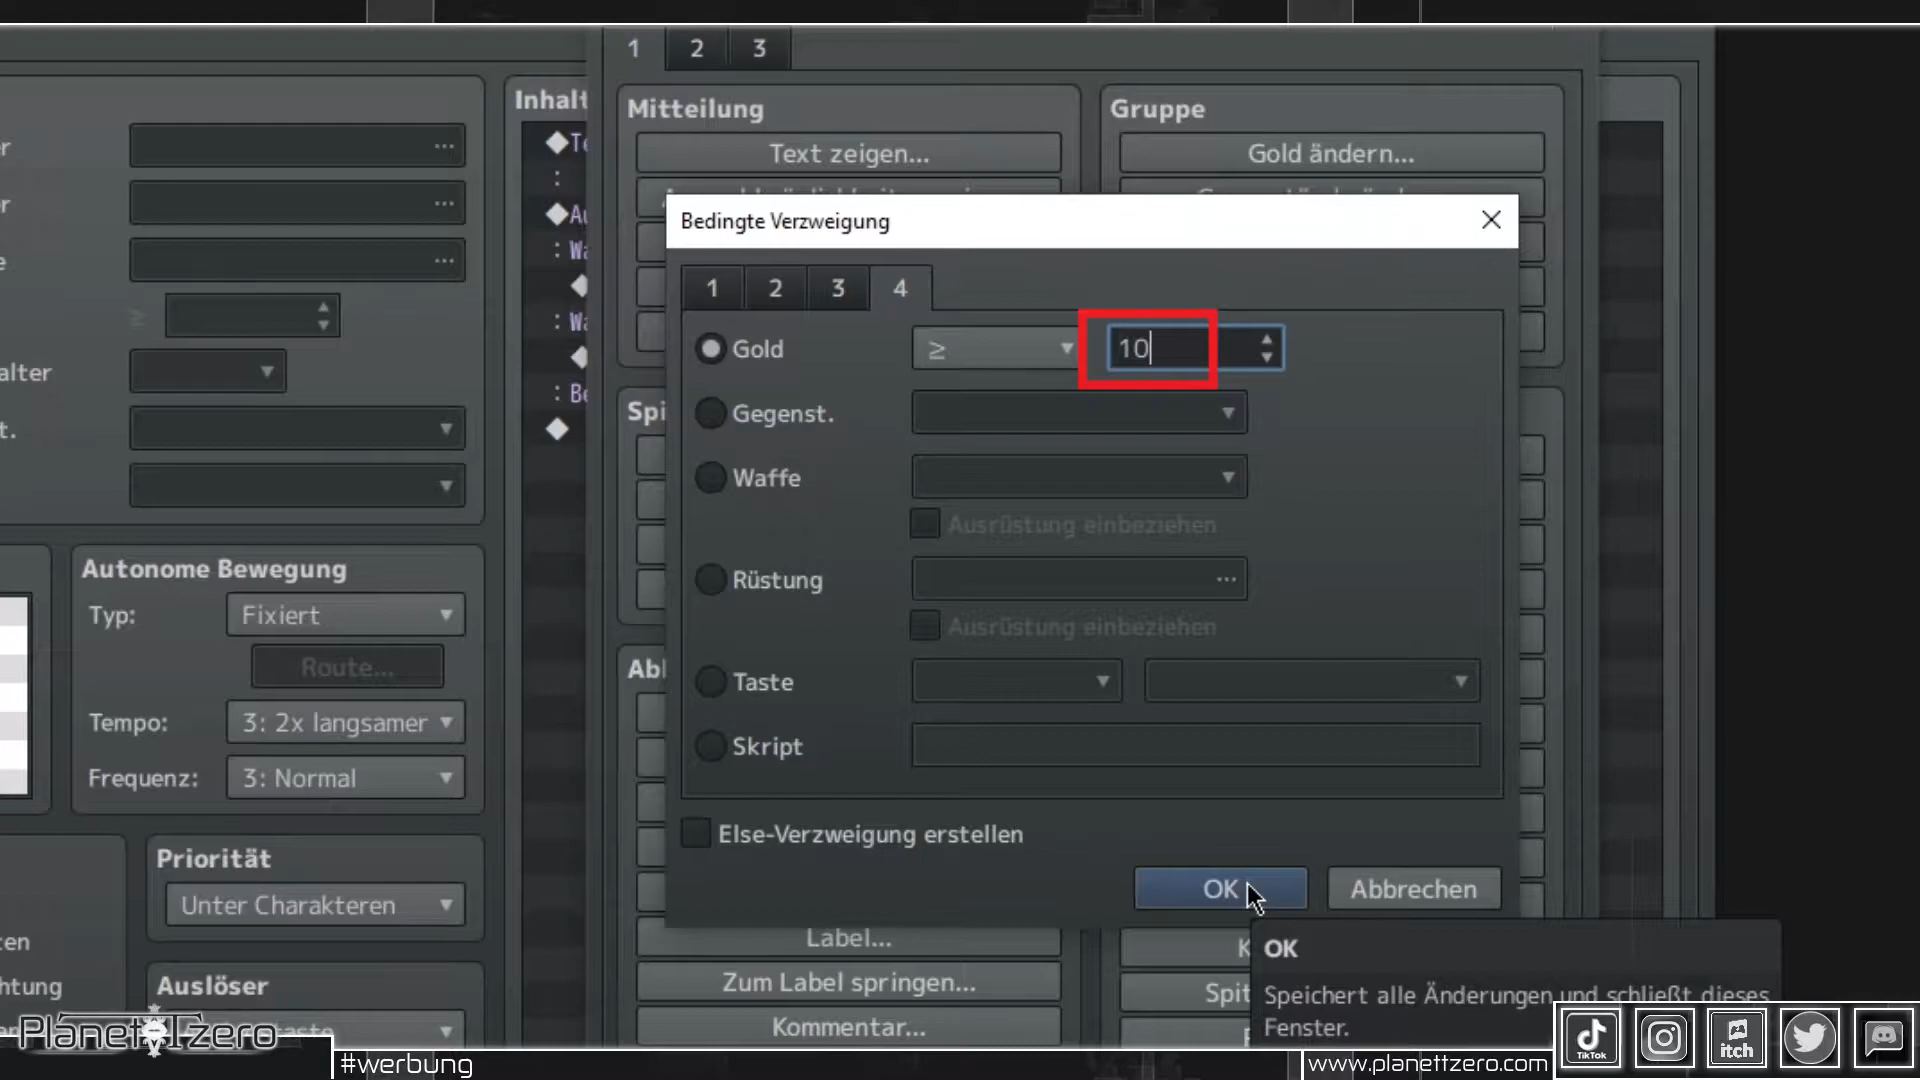 1 2 3
Inhalt
Mitteilung
Gruppe
Text zeigen...
Gold ändern...
Bedingte Verzweigung
1 2 3 4
Gold ≥ 10
Gegenst.
Waffe
Ausrüstung einbeziehen
Rüstung
Ausrüstung einbeziehen
Taste
Skript
Else-Verzweigung erstellen
OK Abbrechen
OK
Speichert alle Änderungen und schließt dieses
Fenster.
alter
Autonome Bewegung
Typ: Fixiert
Route...
Tempo: 3: 2x langsamer
Frequenz: 3: Normal
Priorität
Unter Charakteren
Auslöser
Label...
Zum Label springen...
Kommentar...
PlanetTzero
#werbung
www.planettzero.com
TikTok
itch